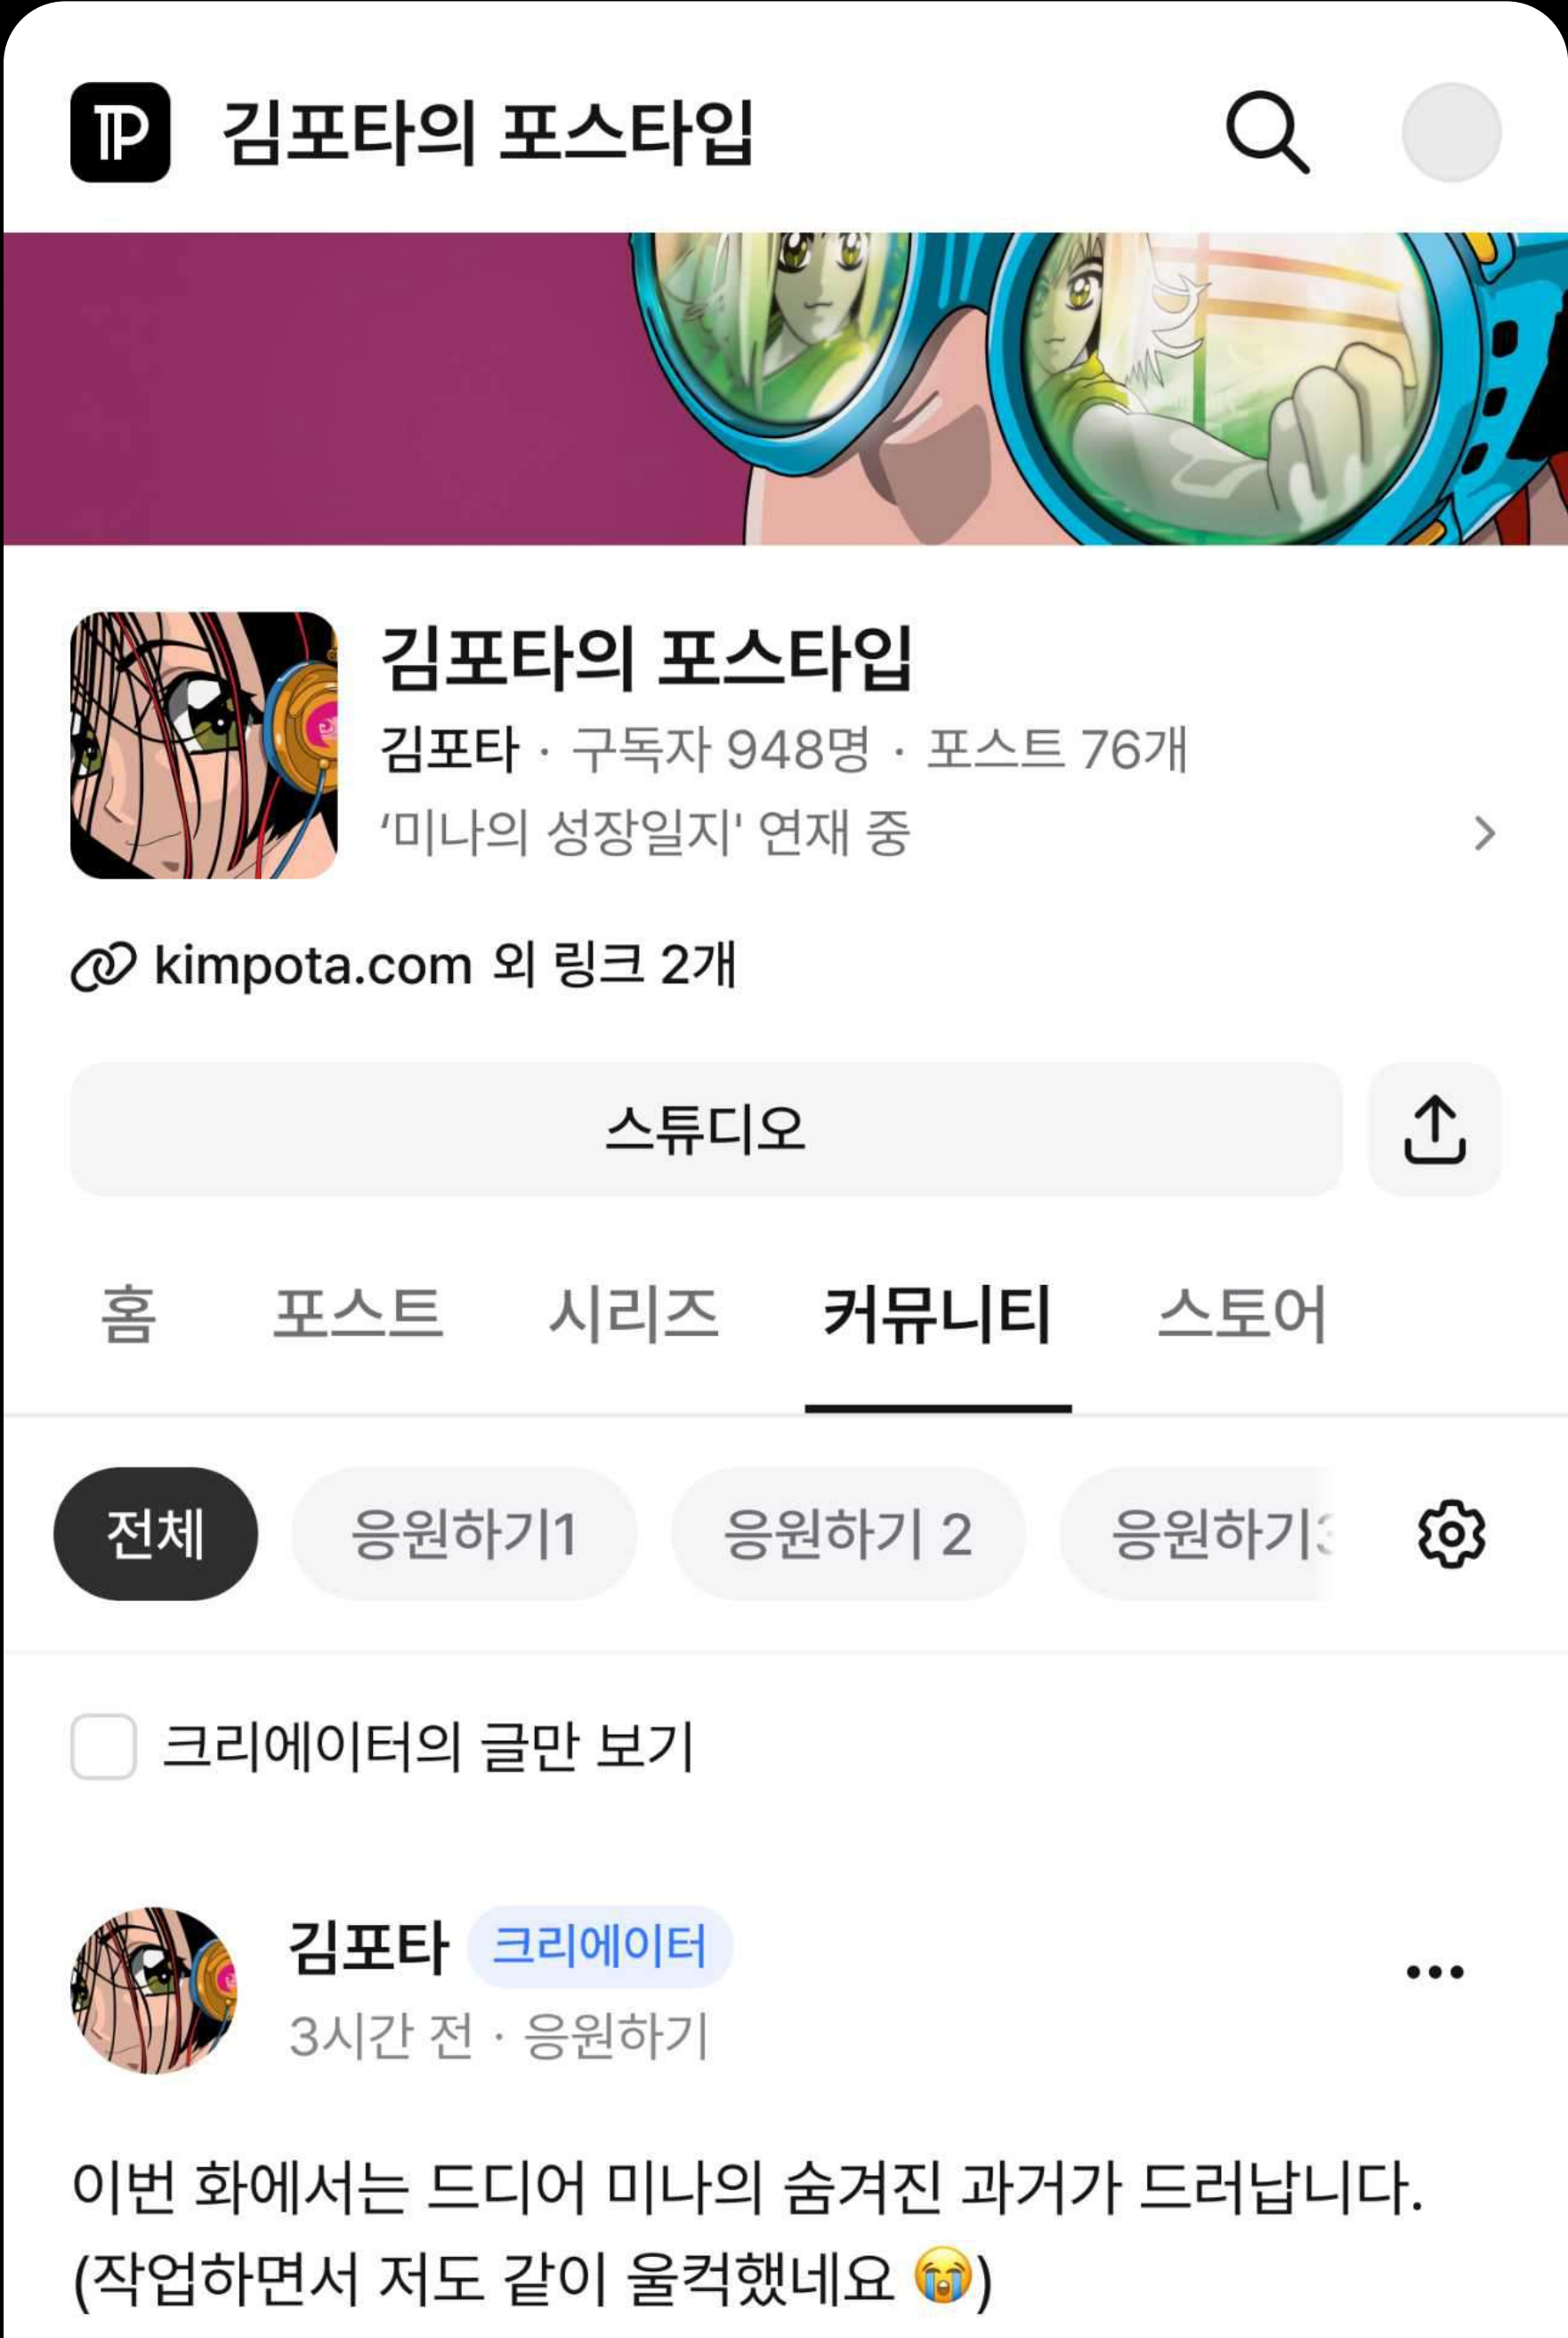 김포타의 포스타입
김포타의 포스타입
김포타 · 구독자 948명 · 포스트 76개
‘미나의 성장일지' 연재 중
kimpota.com 외 링크 2개
스튜디오
홈 포스트 시리즈 커뮤니티 스토어
전체 응원하기1 응원하기 2 응원하기3
크리에이터의 글만 보기
김포타 크리에이터
3시간 전 · 응원하기
이번 화에서는 드디어 미나의 숨겨진 과거가 드러납니다.
(작업하면서 저도 같이 울컥했네요 😭)